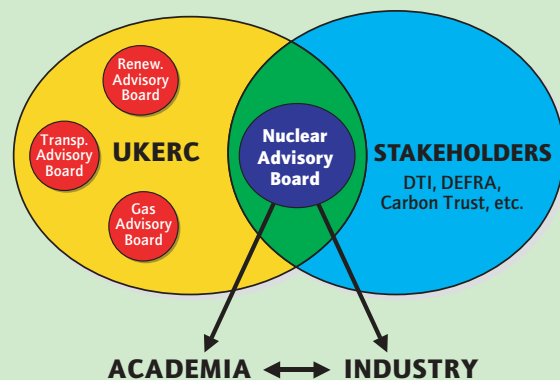 Renew.
Advisory
Board
Transp.
Advisory
Board
UKERC
Gas
Advisory
Board
Nuclear
Advisory
Board
STAKEHOLDERS
DTI, DEFRA,
Carbon Trust, etc.
ACADEMIA
INDUSTRY